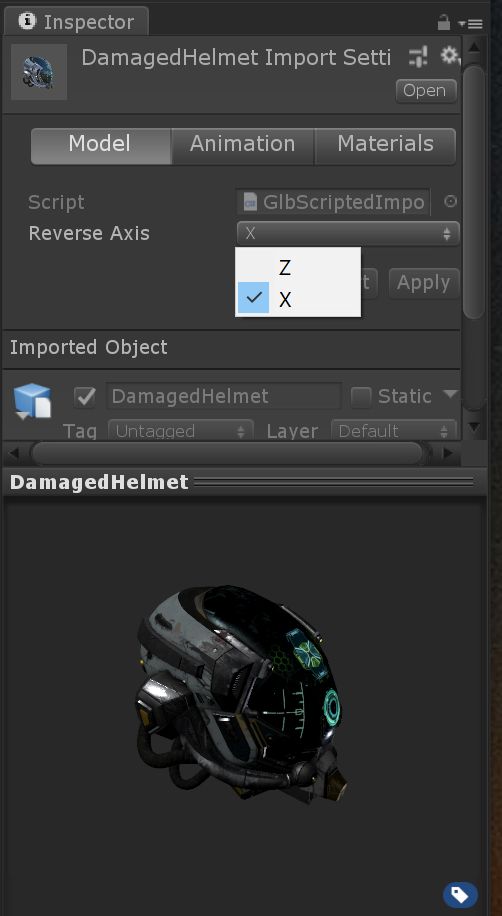 Inspector
DamagedHelmet Import Setti
Open
Model Animation Materials
Script GlbScriptedImpo
Reverse Axis X
Z
X
t Apply
Imported Object
DamagedHelmet Static
Tag Untagged Layer Default
DamagedHelmet